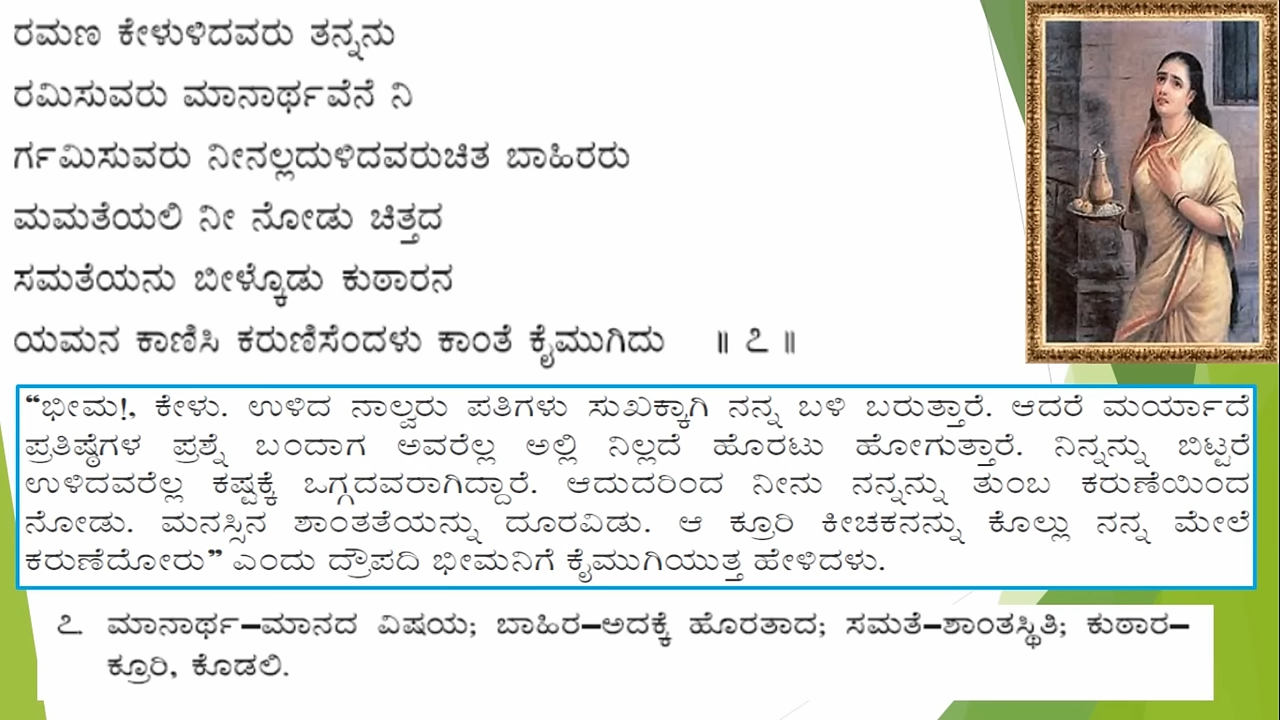 ರಮಣ ಕೇಳುಳಿದವರು ತನ್ನನು
ರಮಿಸುವರು ಮಾನಾರ್ಥವೆನೆ ನಿ
ರ್ಗಮಿಸುವರು ನೀನಲ್ಲದುಳಿದವರುಚಿತ ಬಾಹಿರರು
ಮಮತೆಯಲಿ ನೀ ನೋಡು ಚಿತ್ತದ
ಸಮತೆಯನು ಬೀಳ್ಕೊಡು ಕುಠಾರನ
ಯಮನ ಕಾಣಿಸಿ ಕರುಣಿಸೆಂದಳು ಕಾಂತೆ ಕೈಮುಗಿದು ॥ ೭ ॥
“ಭೀಮ!, ಕೇಳು. ಉಳಿದ ನಾಲ್ವರು ಪತಿಗಳು ಸುಖಕ್ಕಾಗಿ ನನ್ನ ಬಳಿ ಬರುತ್ತಾರೆ. ಆದರೆ ಮರ್ಯಾದೆ
ಪ್ರತಿಷ್ಠೆಗಳ ಪ್ರಶ್ನೆ ಬಂದಾಗ ಅವರೆಲ್ಲ ಅಲ್ಲಿ ನಿಲ್ಲದೆ ಹೊರಟು ಹೋಗುತ್ತಾರೆ. ನಿನ್ನನ್ನು ಬಿಟ್ಟರೆ
ಉಳಿದವರೆಲ್ಲ ಕಷ್ಟಕ್ಕೆ ಒಗ್ಗದವರಾಗಿದ್ದಾರೆ. ಆದುದರಿಂದ ನೀನು ನನ್ನನ್ನು ತುಂಬ ಕರುಣೆಯಿಂದ
ನೋಡು. ಮನಸ್ಸಿನ ಶಾಂತತೆಯನ್ನು ದೂರವಿಡು. ಆ ಕ್ರೂರಿ ಕೀಚಕನನ್ನು ಕೊಲ್ಲು ನನ್ನ ಮೇಲೆ
ಕರುಣೆದೋರು” ಎಂದು ದ್ರೌಪದಿ ಭೀಮನಿಗೆ ಕೈಮುಗಿಯುತ್ತ ಹೇಳಿದಳು.
೭. ಮಾನಾರ್ಥ–ಮಾನದ ವಿಷಯ; ಬಾಹಿರ–ಅದಕ್ಕೆ ಹೊರತಾದ; ಸಮತೆ–ಶಾಂತಸ್ಥಿತಿ; ಕುಠಾರ–
ಕ್ರೂರಿ, ಕೊಡಲಿ.